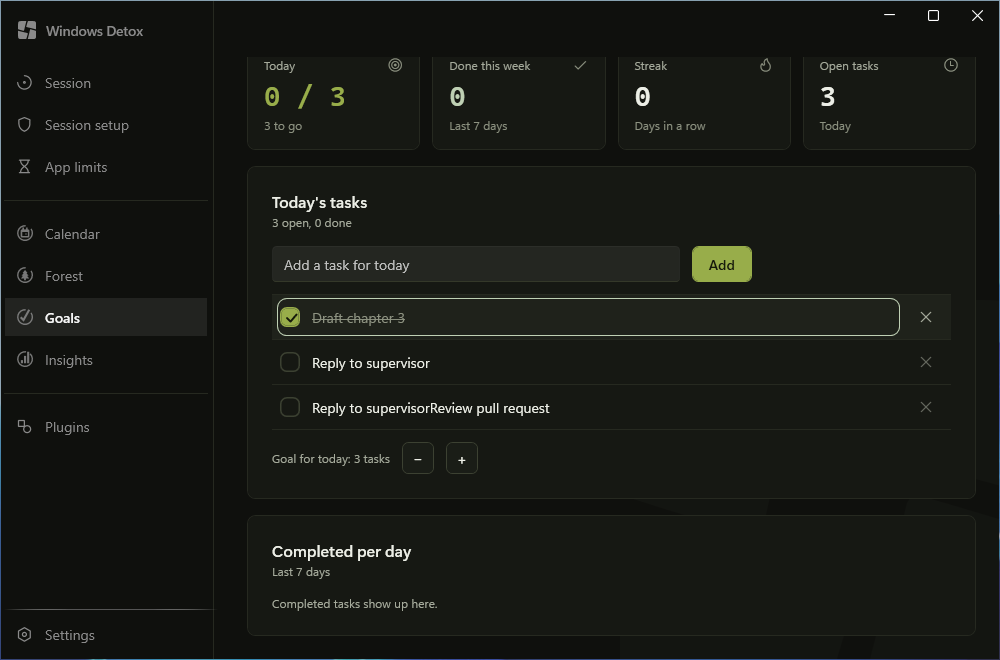 Windows Detox
Session
Session setup
App limits
Calendar
Forest
Goals
Insights
Plugins
Settings
Today
0 / 3
3 to go
Done this week
0
Last 7 days
Streak
0
Days in a row
Open tasks
3
Today
Today's tasks
3 open, 0 done
Add a task for today
Add
Draft chapter 3
Reply to supervisor
Reply to supervisorReview pull request
Goal for today: 3 tasks
−
+
Completed per day
Last 7 days
Completed tasks show up here.